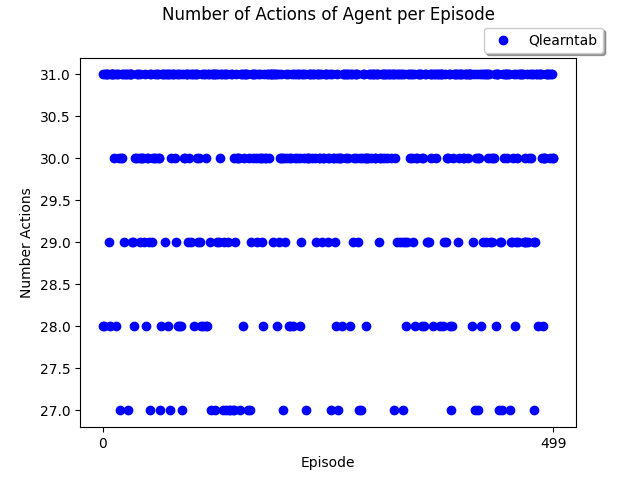 Number of Actions of Agent per Episode
Qlearntab
31.0
30.5
30.0
29.5
29.0
28.5
28.0
27.5
27.0
Number Actions
0 499
Episode